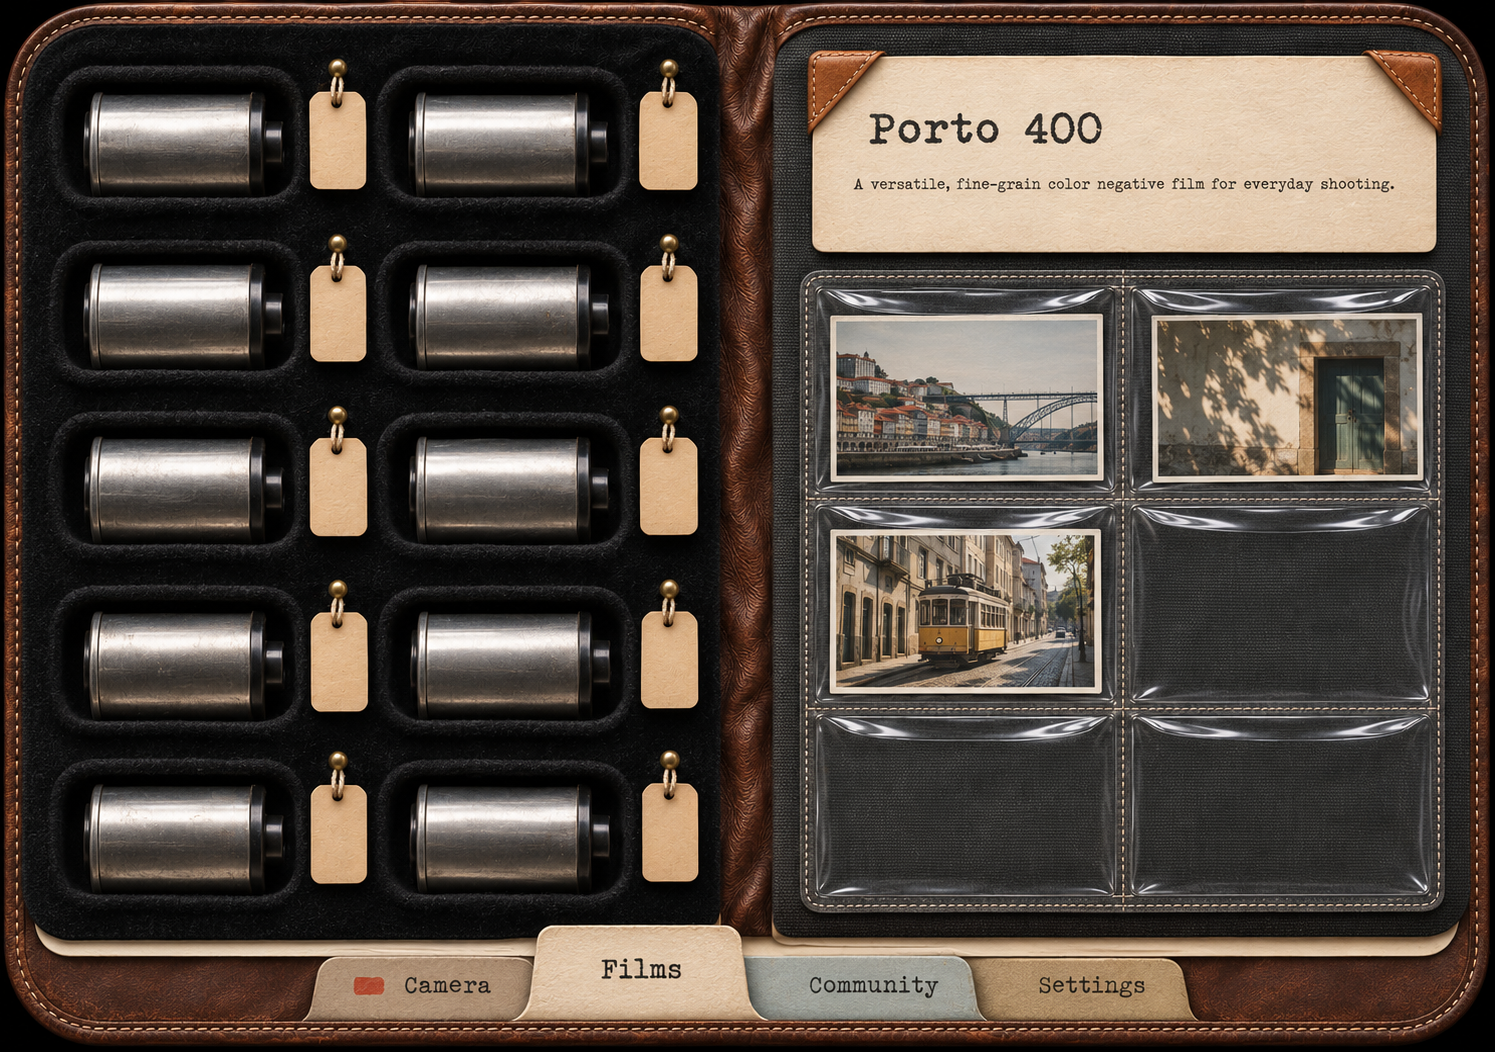 Porto 400
A versatile, fine-grain color negative film for everyday shooting.
Camera
Films
Community
Settings